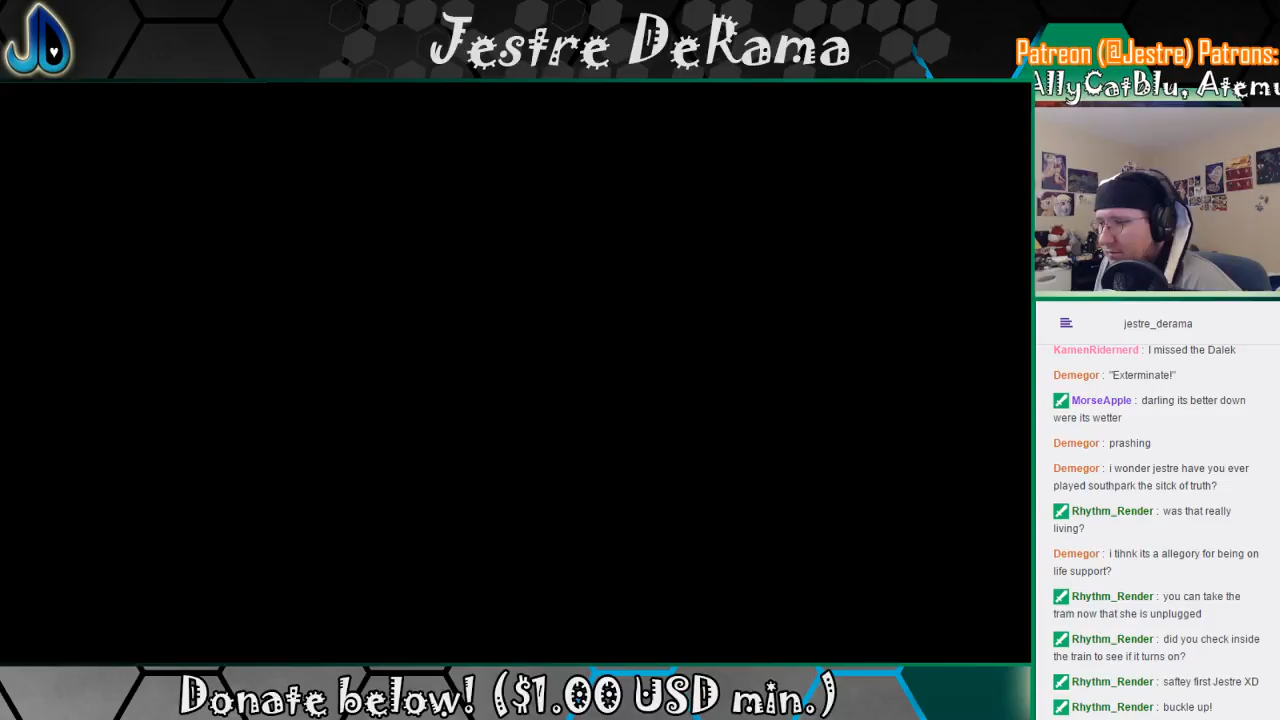 JD
Jestre DeRama
Patreon (@Jestre) Patrons:
AllyCatBlu, Atemu
jestre_derama
KamenRidernerd : I missed the Dalek
Demegor : "Exterminate!"
MorseApple : darling its better down
were its wetter
Demegor : prashing
Demegor : i wonder jestre have you ever
played southpark the sitck of truth?
Rhythm_Render : was that really
living?
Demegor : i tihnk its a allegory for being on
life support?
Rhythm_Render : you can take the
tram now that she is unplugged
Rhythm_Render : did you check inside
the train to see if it turns on?
Rhythm_Render : saftey first Jestre XD
Rhythm_Render : buckle up!
Donate below! ($1.00 USD min.)